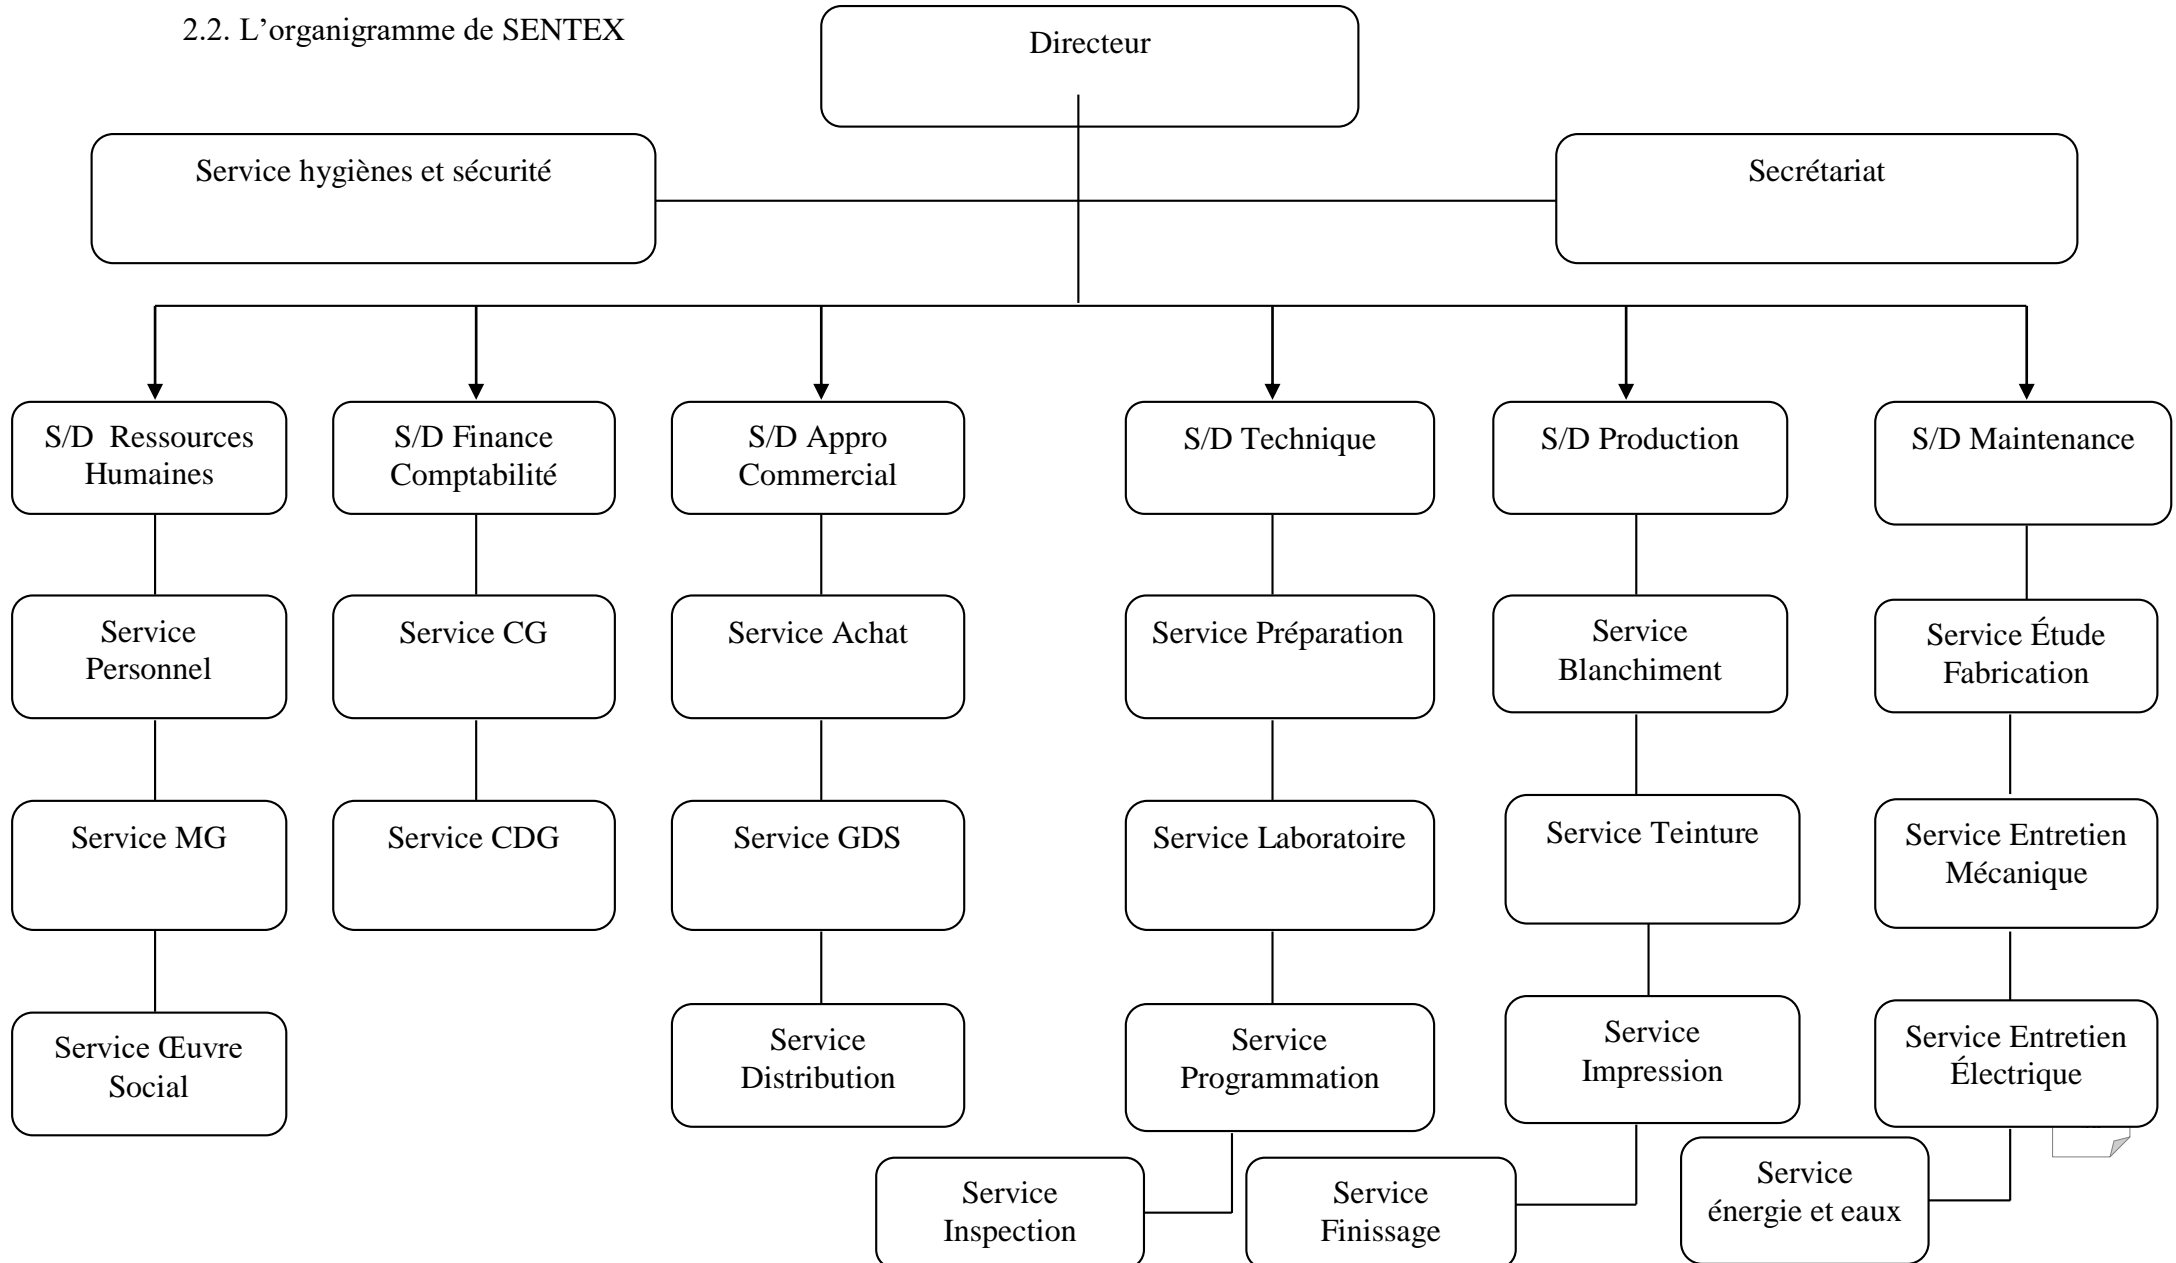 2.2. L’organigramme de SENTEX
Directeur
Service hygiènes et sécurité
Secrétariat
S/D Ressources
Humaines
S/D Finance
Comptabilité
S/D Appro
Commercial
S/D Technique
S/D Production
S/D Maintenance
Service
Personnel
Service CG
Service Achat
Service Préparation
Service
Blanchiment
Service Étude
Fabrication
Service MG
Service CDG
Service GDS
Service Laboratoire
Service Teinture
Service Entretien
Mécanique
Service Œuvre
Social
Service
Distribution
Service
Programmation
Service
Impression
Service Entretien
Électrique
Service
Inspection
Service
Finissage
Service
énergie et eaux